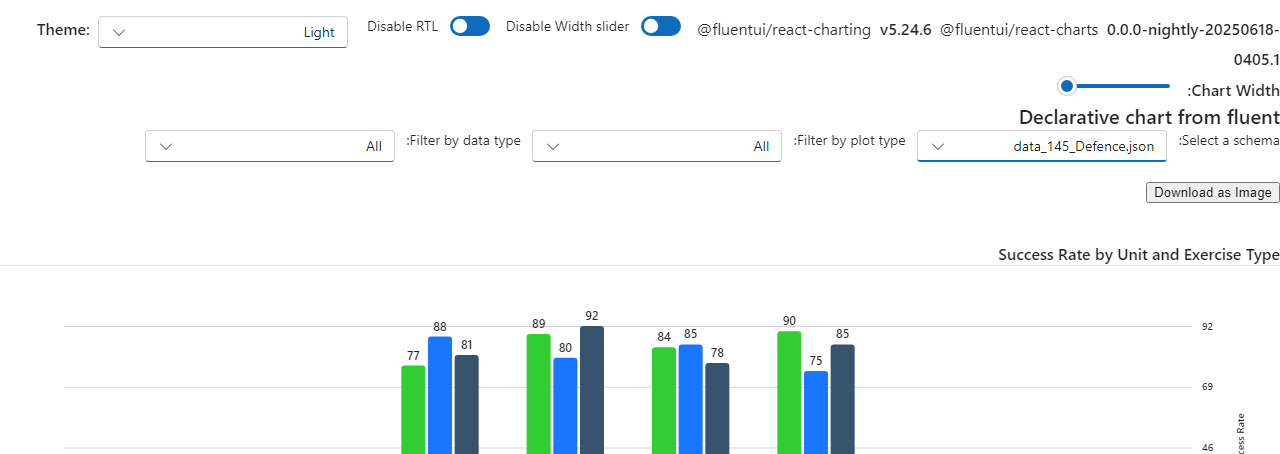 Theme: Light Disable RTL Disable Width slider @fluentui/react-charting v5.24.6 @fluentui/react-charts 0.0.0-nightly-20250618-
0405.1
:Chart Width
Declarative chart from fluent
:Select a schema data_145_Defence.json :Filter by plot type All :Filter by data type All
Download as Image
Success Rate by Unit and Exercise Type
77 88 81 89 80 92 84 85 78 90 75 85
92
69
46